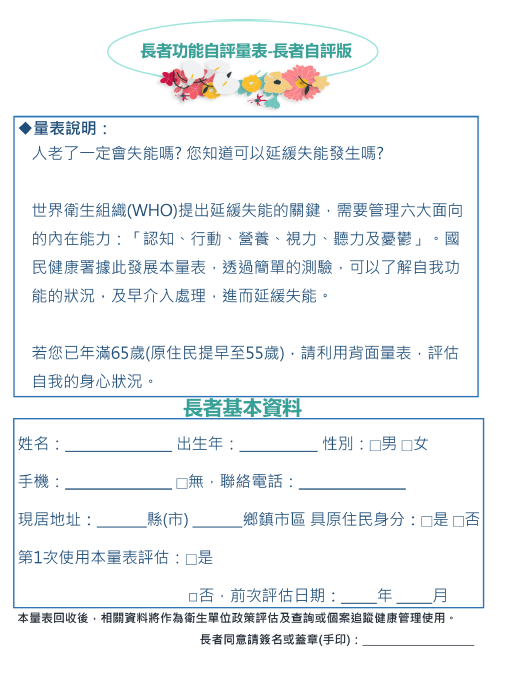 長者功能自評量表-長者自評版
◆量表說明：
人老了一定會失能嗎? 您知道可以延緩失能發生嗎?
世界衛生組織(WHO)提出延緩失能的關鍵，需要管理六大面向
的內在能力：「認知、行動、營養、視力、聽力及憂鬱」。國
民健康署據此發展本量表，透過簡單的測驗，可以了解自我功
能的狀況，及早介入處理，進而延緩失能。
若您已年滿65歲(原住民提早至55歲)，請利用背面量表，評估
自我的身心狀況。
長者基本資料
姓名：_____________ 出生年：__________ 性別：□男 □女
手機：_____________ □無，聯絡電話：_____________
現居地址：______縣(市) ______鄉鎮市區 具原住民身分：□是 □否
第1次使用本量表評估：□是
□否，前次評估日期：____年 ____月
本量表回收後，相關資料將作為衛生單位政策評估及查詢或個案追蹤健康管理使用。
長者同意請簽名或蓋章(手印)：__________________